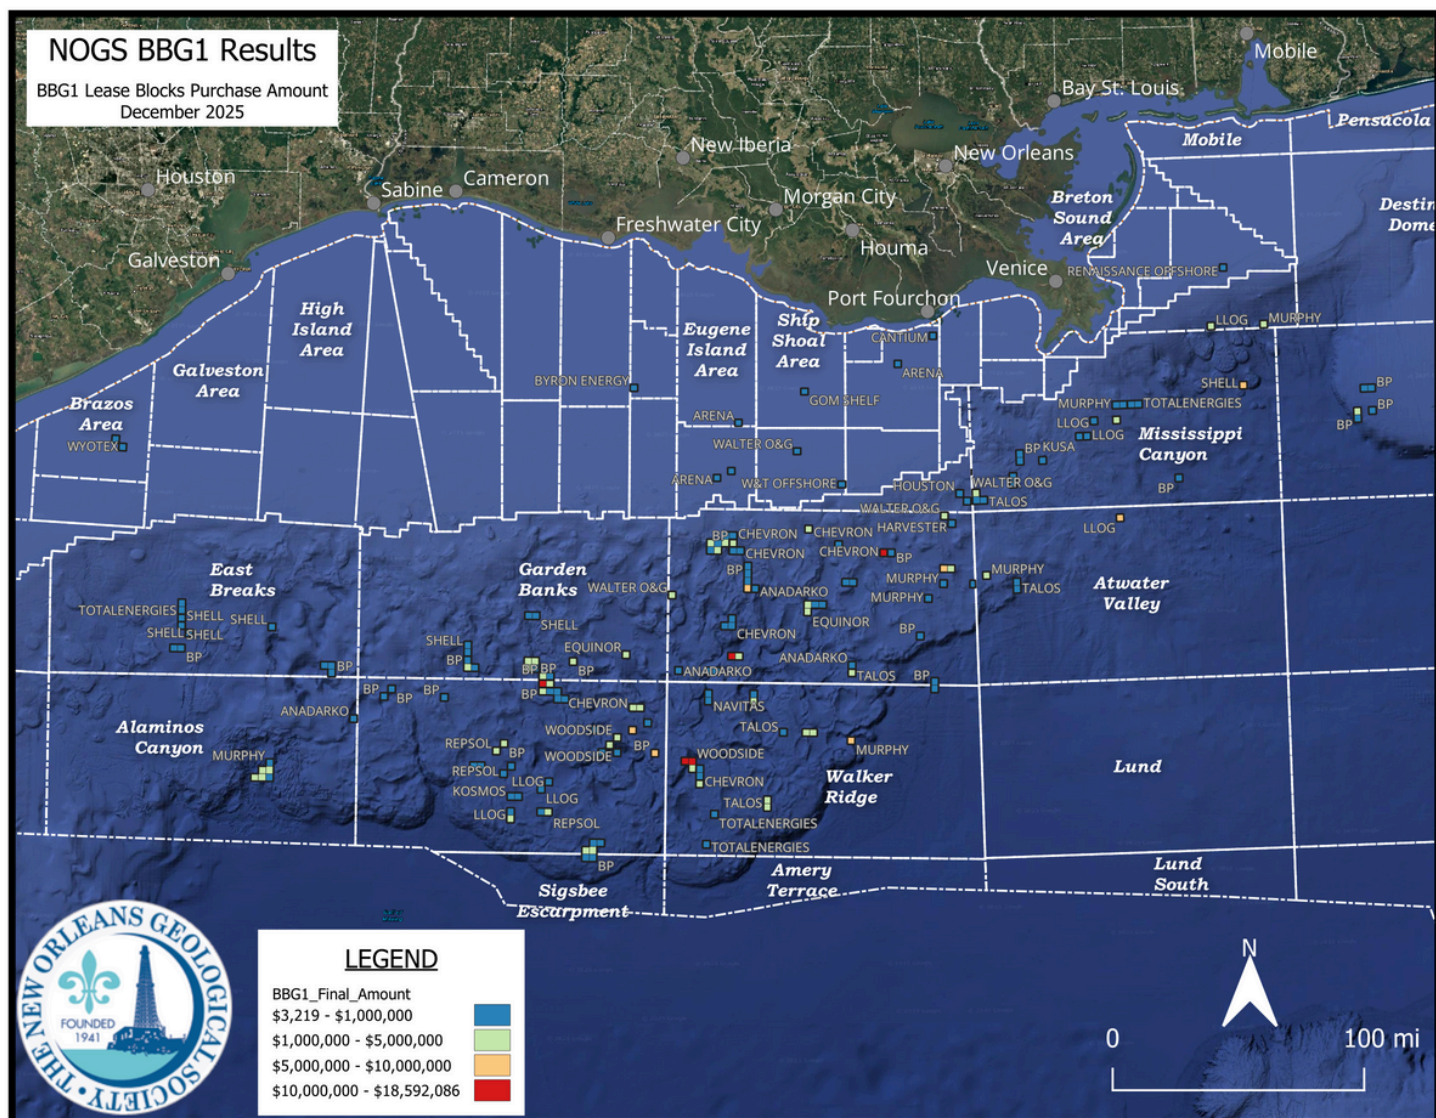 NOGS BBG1 Results
BBG1 Lease Blocks Purchase Amount
December 2025
Mobile
Bay St. Louis
Pensacola
Mobile
New Iberia
New Orleans
Houston
Sabine
Cameron
Morgan City
Breton
Sound
Area
Destin
Dome
Freshwater City
Houma
Galveston
Venice
RENAISSANCE OFFSHORE
High
Island
Area
Port Fourchon
Eugene
Island
Area
Ship
Shoal
Area
CANTIUM
LLOG
MURPHY
Galveston
Area
BYRON ENERGY
ARENA
SHELL
BP
Brazos
Area
GOM SHELF
MURPHY
TOTALENERGIES
ARENA
LLOG
BP
WYOTEX
WALTER O&G
LLOG
Mississippi
Canyon
BP
KUSA
ARENA
W&T OFFSHORE
HOUSTON
WALTER O&G
BP
TALOS
WALTER O&G
HARVESTER
LLOG
BP
CHEVRON
CHEVRON
CHEVRON
CHEVRON
BP
East
Breaks
Garden
Banks
BP
WALTER O&G
ANADARKO
MURPHY
MURPHY
TALOS
Atwater
Valley
MURPHY
TOTALENERGIES
SHELL
SHELL
SHELL
EQUINOR
SHELL
SHELL
CHEVRON
BP
BP
SHELL
EQUINOR
BP
BP
BP
BP
BP
ANADARKO
ANADARKO
TALOS
BP
BP
BP
BP
BP
CHEVRON
NAVITAS
ANADARKO
Alaminos
Canyon
WOODSIDE
TALOS
REPSOL
BP
BP
MURPHY
MURPHY
WOODSIDE
WOODSIDE
Lund
REPSOL
LLOG
CHEVRON
Walker
Ridge
KOSMOS
LLOG
TALOS
LLOG
REPSOL
TOTALENERGIES
TOTALENERGIES
BP
Amery
Terrace
Lund
South
Sigsbee
Escarpment
THE NEW ORLEANS GEOLOGICAL SOCIETY
FOUNDED
1941
LEGEND
BBG1_Final_Amount
$3,219 - $1,000,000
$1,000,000 - $5,000,000
$5,000,000 - $10,000,000
$10,000,000 - $18,592,086
N
0
100 mi